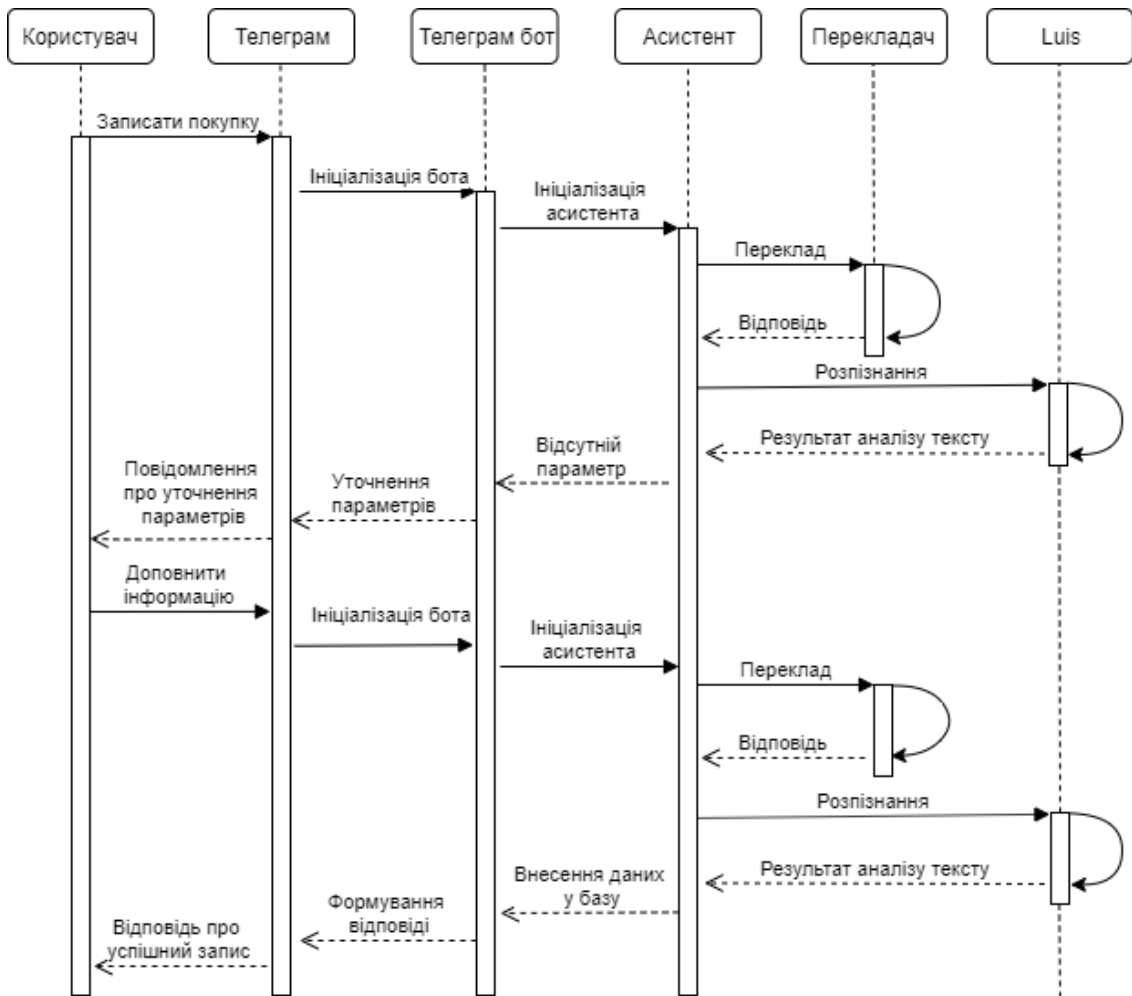 Користувач
Телеграм
Телеграм бот
Асистент
Перекладач
Luis
Записати покупку
Ініціалізація бота
Ініціалізація
асистента
Переклад
Відповідь
Розпізнання
Результат аналізу тексту
Відсутній
параметр
Уточнення
параметрів
Повідомлення
про уточнення
параметрів
Доповнити
інформацію
Ініціалізація бота
Ініціалізація
асистента
Переклад
Відповідь
Розпізнання
Результат аналізу тексту
Внесення даних
у базу
Формування
відповіді
Відповідь про
успішний запис